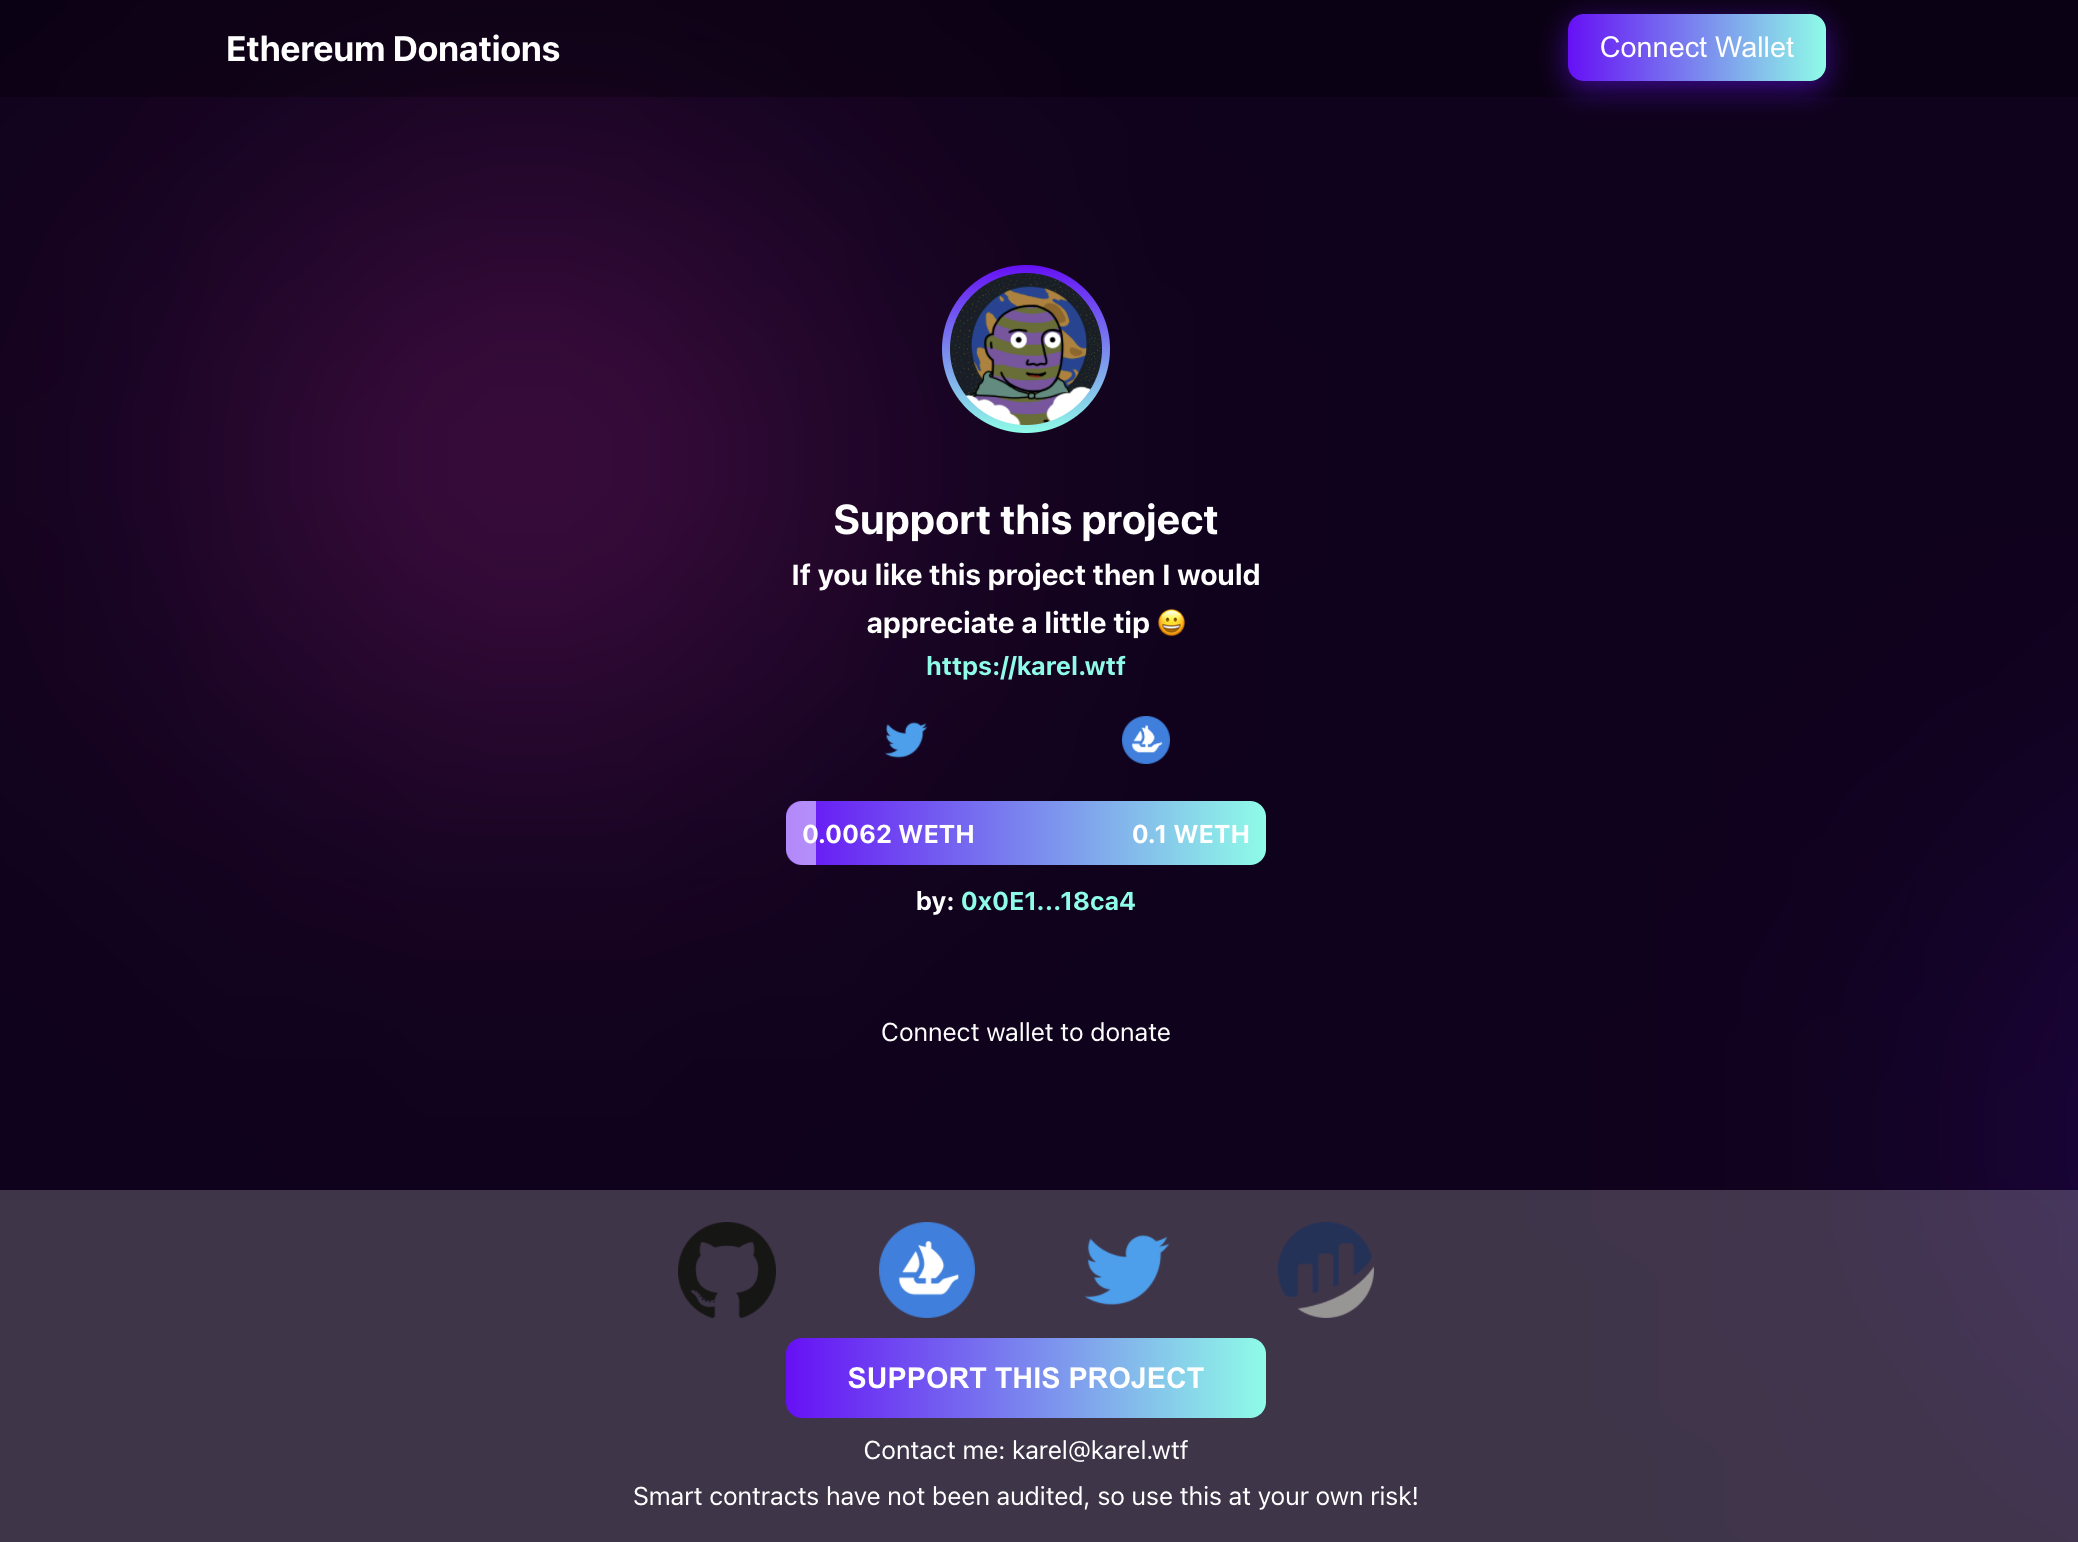 Ethereum Donations
Connect Wallet
Support this project
If you like this project then I would
appreciate a little tip 😀
https://karel.wtf
0.0062 WETH
0.1 WETH
by: 0x0E1...18ca4
Connect wallet to donate
SUPPORT THIS PROJECT
Contact me: karel@karel.wtf
Smart contracts have not been audited, so use this at your own risk!